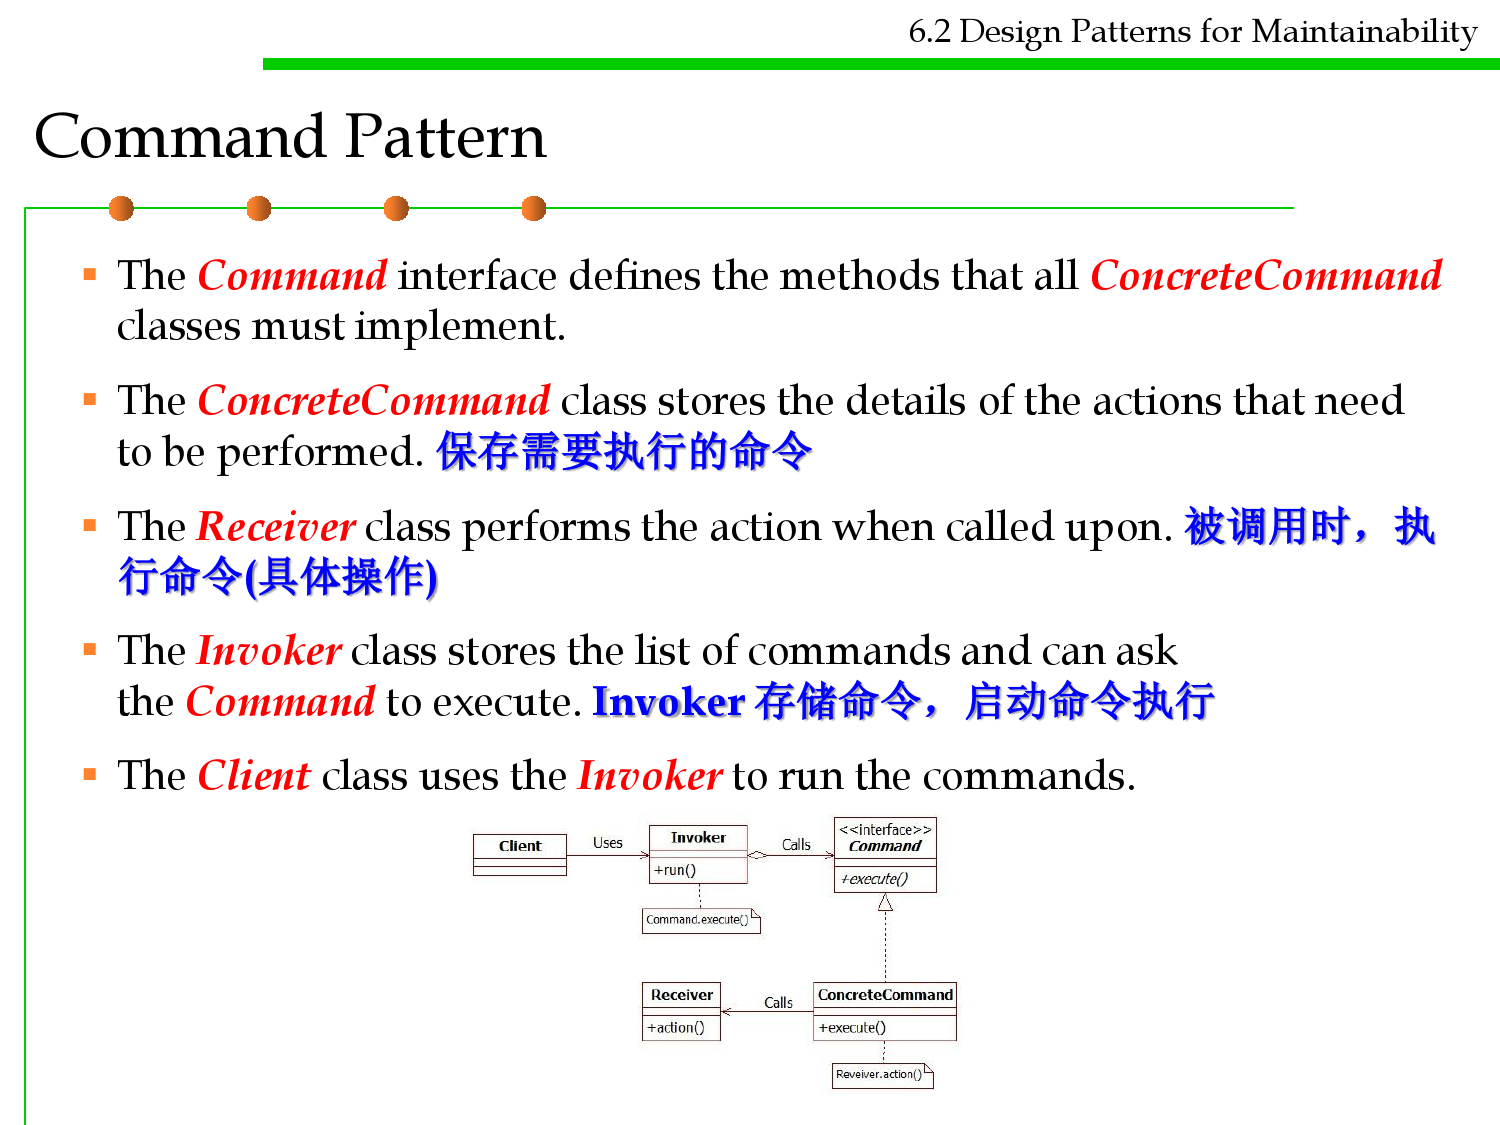 6.2 Design Patterns for Maintainability
Command Pattern
The Command interface defines the methods that all ConcreteCommand
classes must implement.
The ConcreteCommand class stores the details of the actions that need
to be performed. 保存需要执行的命令
The Receiver class performs the action when called upon. 被调用时，执
行命令(具体操作)
The Invoker class stores the list of commands and can ask
the Command to execute. Invoker 存储命令，启动命令执行
The Client class uses the Invoker to run the commands.
Client
Uses
Invoker
+run()
Command.execute()
Calls
<<interface>>
Command
+execute()
Receiver
+action()
Calls
ConcreteCommand
+execute()
Reveiver.action()